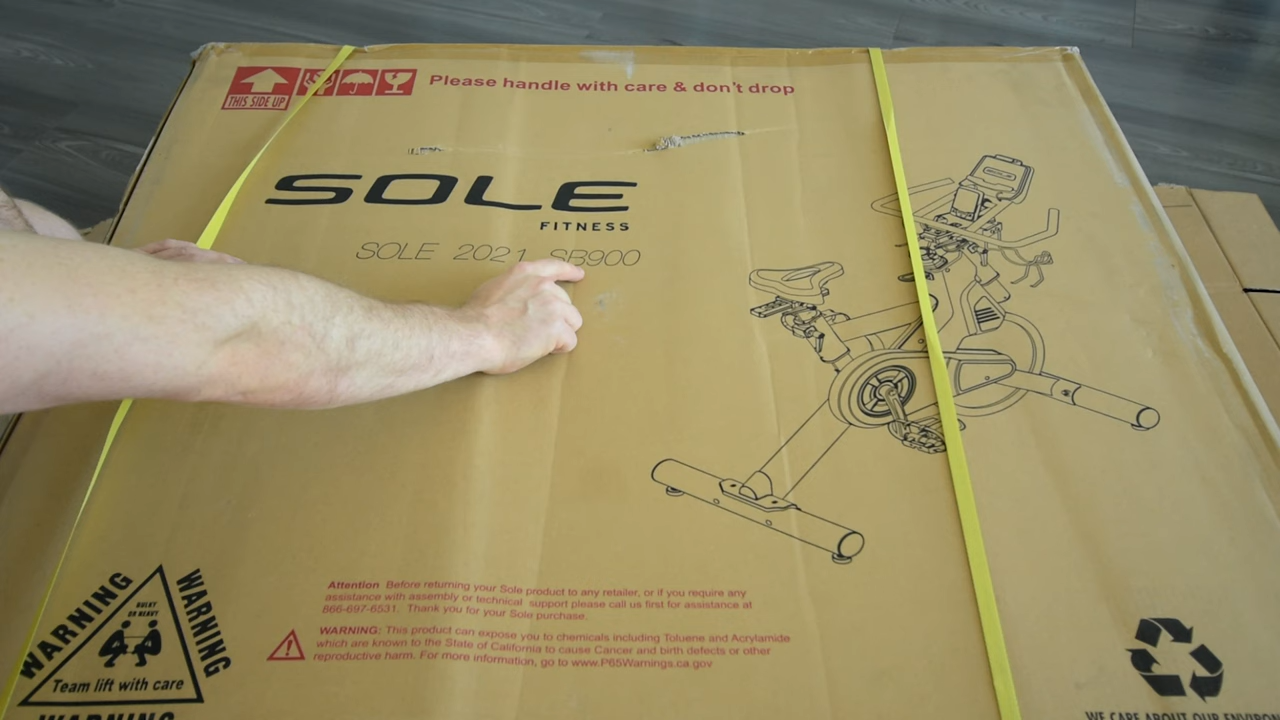 THIS SIDE UP
Please handle with care & don't drop
SOLE
FITNESS
SOLE 2021 SB900
WARNING
WARNING
BULKY
OR HEAVY
Team lift with care
WARNING
Attention Before returning your Sole product to any retailer, or if you require any
assistance with assembly or technical support please call us first for assistance at
866-697-6531. Thank you for your Sole purchase.
WARNING: This product can expose you to chemicals including Toluene and Acrylamide
which are known to the State of California to cause Cancer and birth defects or other
reproductive harm. For more information, go to www.P65Warnings.ca.gov
WE CARE ABOUT OUR